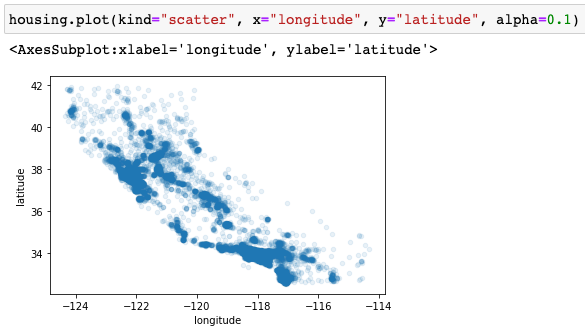 housing.plot(kind="scatter", x="longitude", y="latitude", alpha=0.1)
<AxesSubplot:xlabel='longitude', ylabel='latitude'>
42
40
38
36
34
latitude
−124 −122 −120 −118 −116 −114
longitude